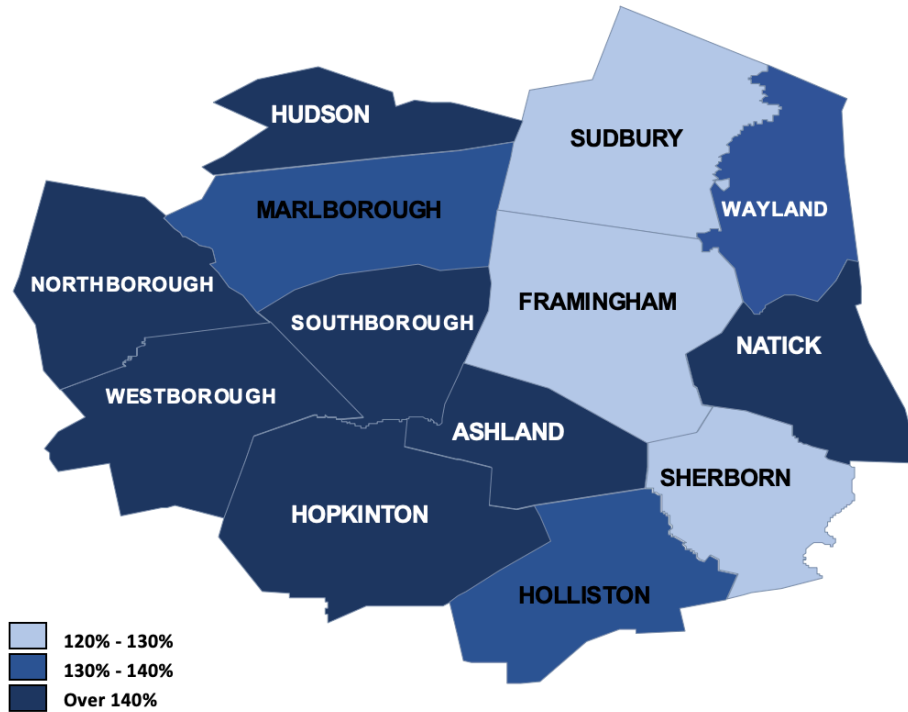 HUDSON
SUDBURY
MARLBOROUGH
WAYLAND
NORTHBOROUGH
FRAMINGHAM
SOUTHBOROUGH
NATICK
WESTBOROUGH
ASHLAND
SHERBORN
HOPKINTON
HOLLISTON
120% - 130%
130% - 140%
Over 140%